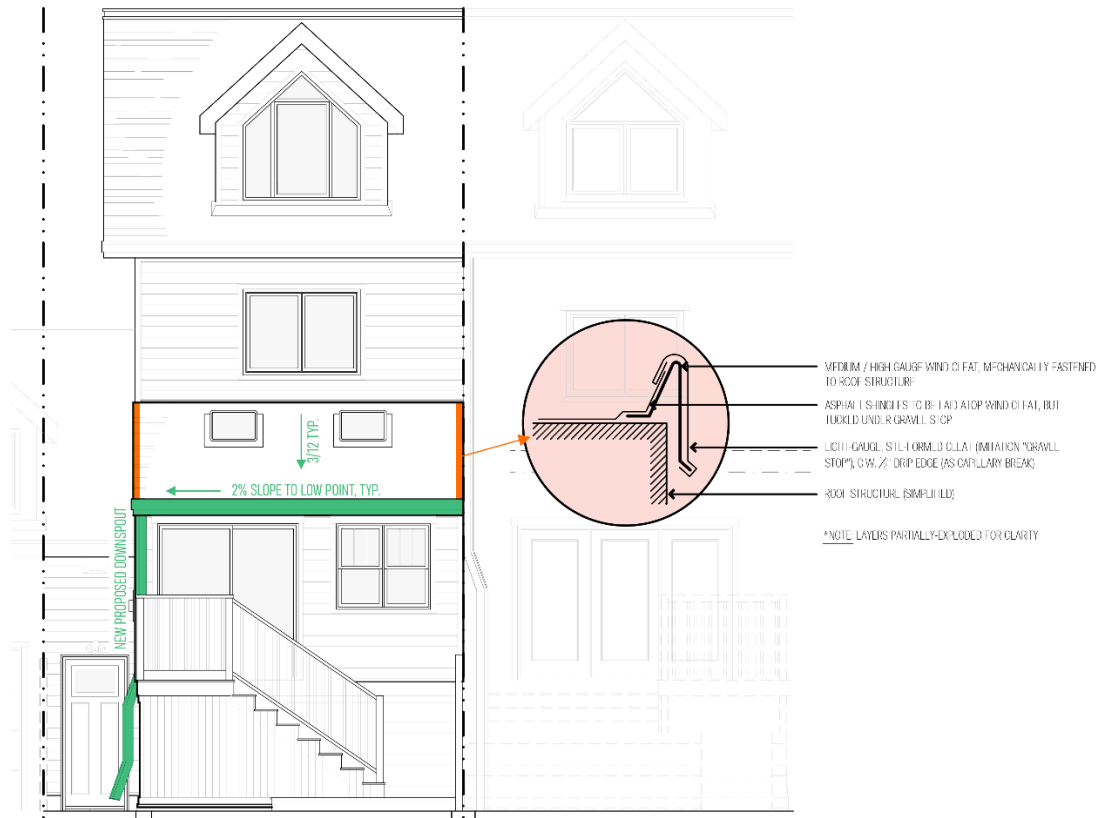 3/12 TYP.
2% SLOPE TO LOW POINT, TYP.
NEW PROPOSED DOWNSPOUT
MEDIUM / HIGH GAUGE WIND CLEAT, MECHANICALLY FASTENED
TO ROOF STRUCTURE
ASPHALT SHINGLES TO BE LAID ATOP WIND CLEAT, BUT
TUCKED UNDER GRAVEL STOP
LIGHT-GAUGE, CLEAT (IMITATION "GRAVEL
STOP"), C.W. 1/2" DRIP EDGE (AS CAPILLARY BREAK)
ROOF STRUCTURE (SIMPLIFIED)
*NOTE LAYERS PARTIALLY-EXPLODED FOR CLARITY